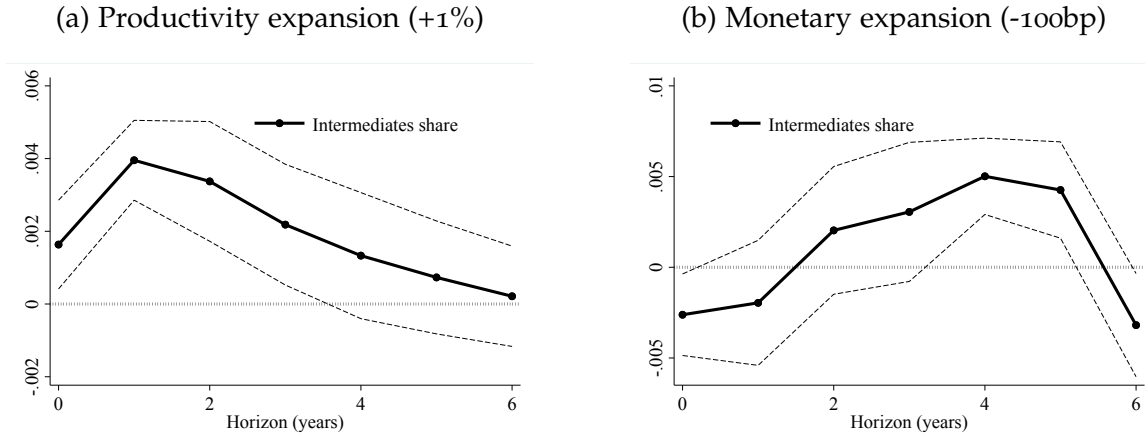 (a) Productivity expansion (+1%)
.006
.004
.002
0
-.002
Intermediates share
0 2 4 6
Horizon (years)
(b) Monetary expansion (-100bp)
.01
.005
0
-.005
Intermediates share
0 2 4 6
Horizon (years)